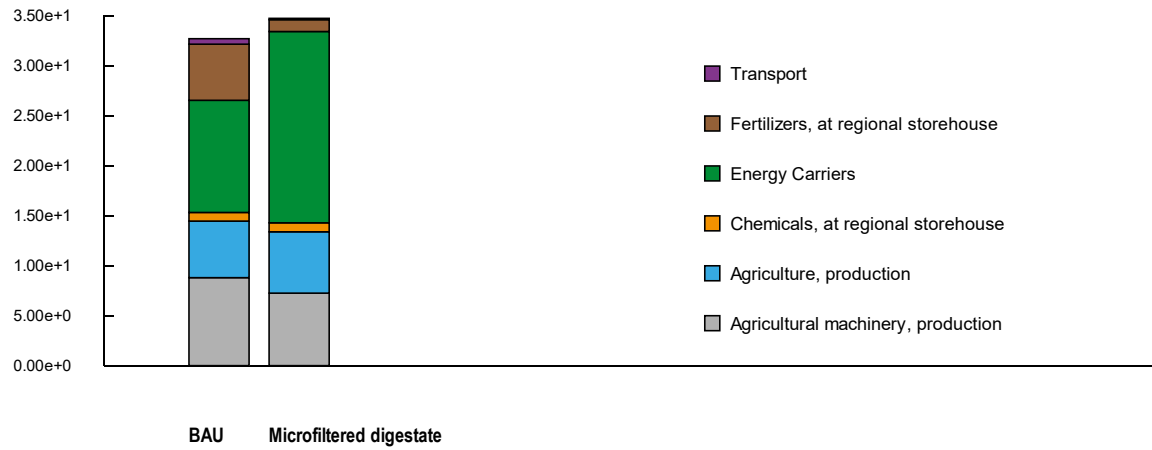 3.50e+1
3.00e+1
2.50e+1
2.00e+1
1.50e+1
1.00e+1
5.00e+0
0.00e+0
Transport
Fertilizers, at regional storehouse
Energy Carriers
Chemicals, at regional storehouse
Agriculture, production
Agricultural machinery, production
BAU
Microfiltered digestate